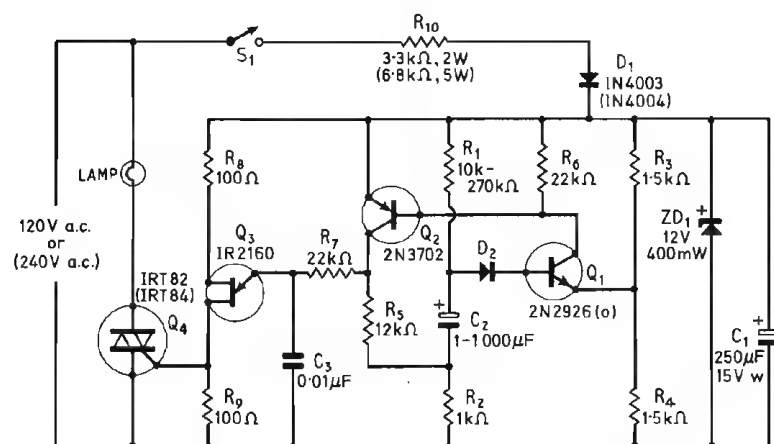 R10
3·3kΩ, 2W
(6·8kΩ, 5W)
S1
D1
IN4003
(IN4004)
LAMP
120V a.c.
or
(240V a.c.)
R8
100Ω
R1
10k-
270kΩ
R6
22kΩ
R3
1·5kΩ
ZD1
12V
400mW
+
Q3
IR2160
R7
22kΩ
Q2
2N3702
D2
Q1
2N2926(o)
IRT82
(IRT84)
Q4
R5
12kΩ
+
C2
1-1000μF
+
C1
250μF
15V w
C3
0·01μF
R9
100Ω
R2
1kΩ
R4
1·5kΩ